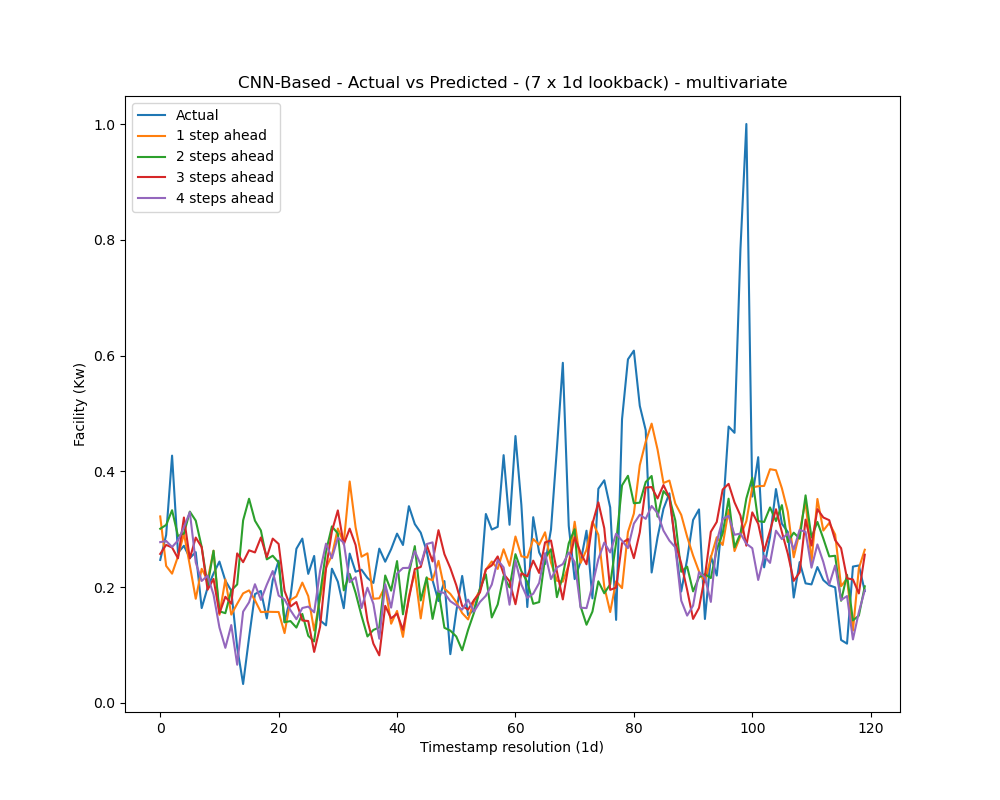 CNN-Based - Actual vs Predicted - (7 x 1d lookback) - multivariate
Actual
1 step ahead
2 steps ahead
3 steps ahead
4 steps ahead
1.0
0.8
0.6
0.4
0.2
0.0
Facility (Kw)
0 20 40 60 80 100 120
Timestamp resolution (1d)